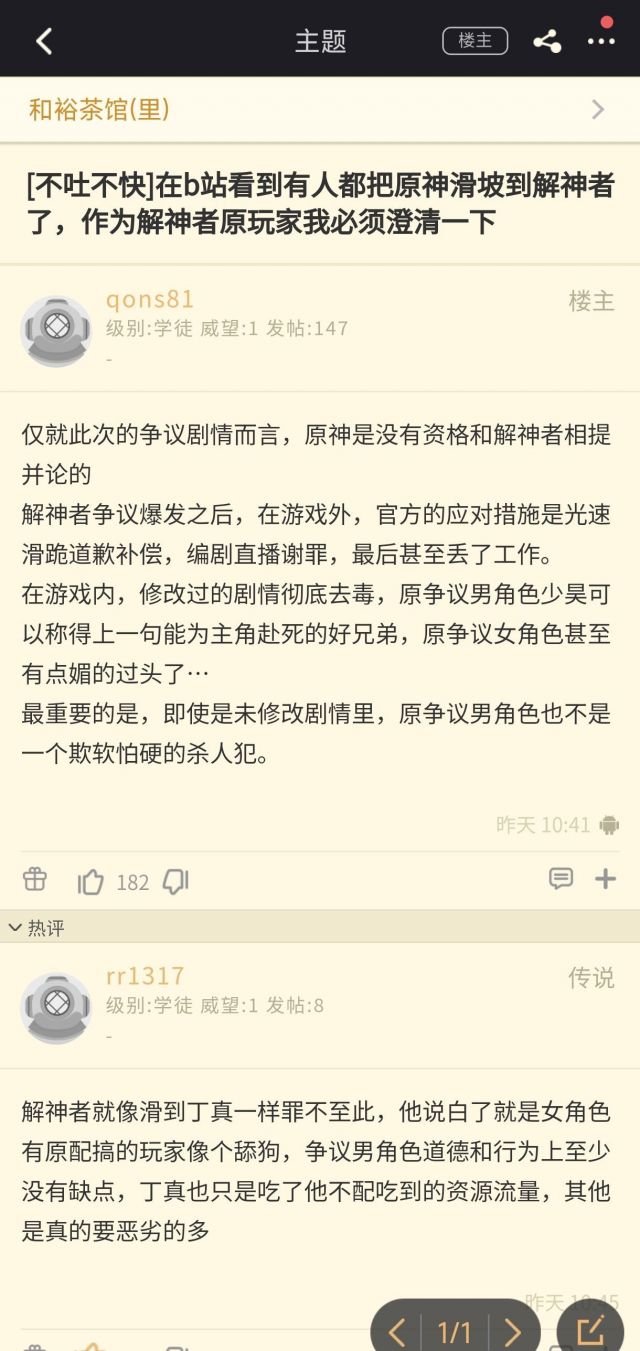 主题
楼主
和裕茶馆(里)
[不吐不快]在b站看到有人都把原神滑坡到解神者
了，作为解神者原玩家我必须澄清一下
qons81
楼主
级别:学徒 威望:1 发帖:147
-
仅就此次的争议剧情而言，原神是没有资格和解神者相提
并论的
解神者争议爆发之后，在游戏外，官方的应对措施是光速
滑跪道歉补偿，编剧直播谢罪，最后甚至丢了工作。
在游戏内，修改过的剧情彻底去毒，原争议男角色少昊可
以称得上一句能为主角赴死的好兄弟，原争议女角色甚至
有点媚的过头了…
最重要的是，即使是未修改剧情里，原争议男角色也不是
一个欺软怕硬的杀人犯。
昨天 10:41
182
热评
rr1317
传说
级别:学徒 威望:1 发帖:8
-
解神者就像滑到丁真一样罪不至此，他说白了就是女角色
有原配搞的玩家像个舔狗，争议男角色道德和行为上至少
没有缺点，丁真也只是吃了他不配吃到的资源流量，其他
是真的要恶劣的多
昨天 10:45
1/1